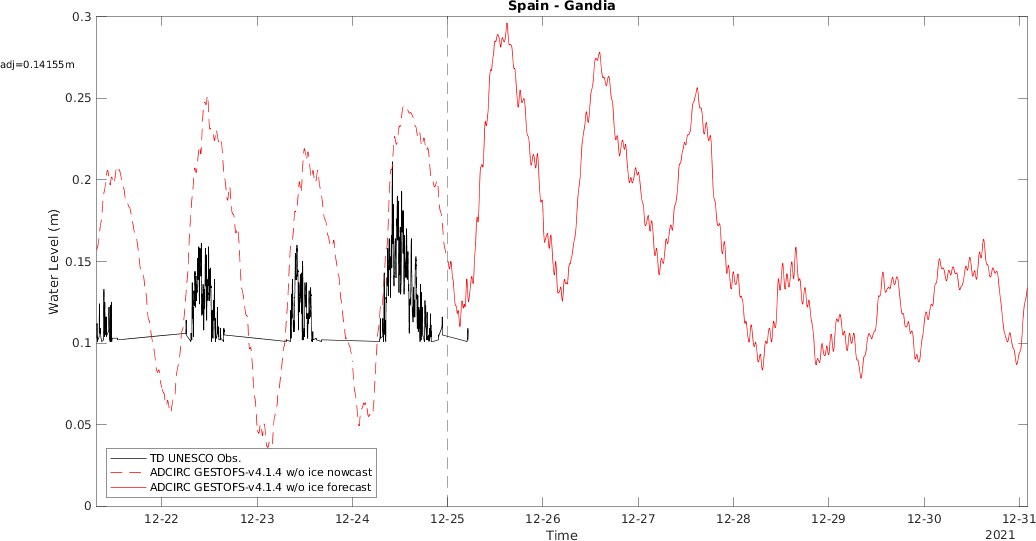 Spain - Gandia
adj=0.14155m
0.3
0.25
0.2
0.15
0.1
0.05
0
Water Level (m)
TD UNESCO Obs.
ADCIRC GESTOFS-v4.1.4 w/o ice nowcast
ADCIRC GESTOFS-v4.1.4 w/o ice forecast
12-22 12-23 12-24 12-25 12-26 12-27 12-28 12-29 12-30 12-31
Time
2021